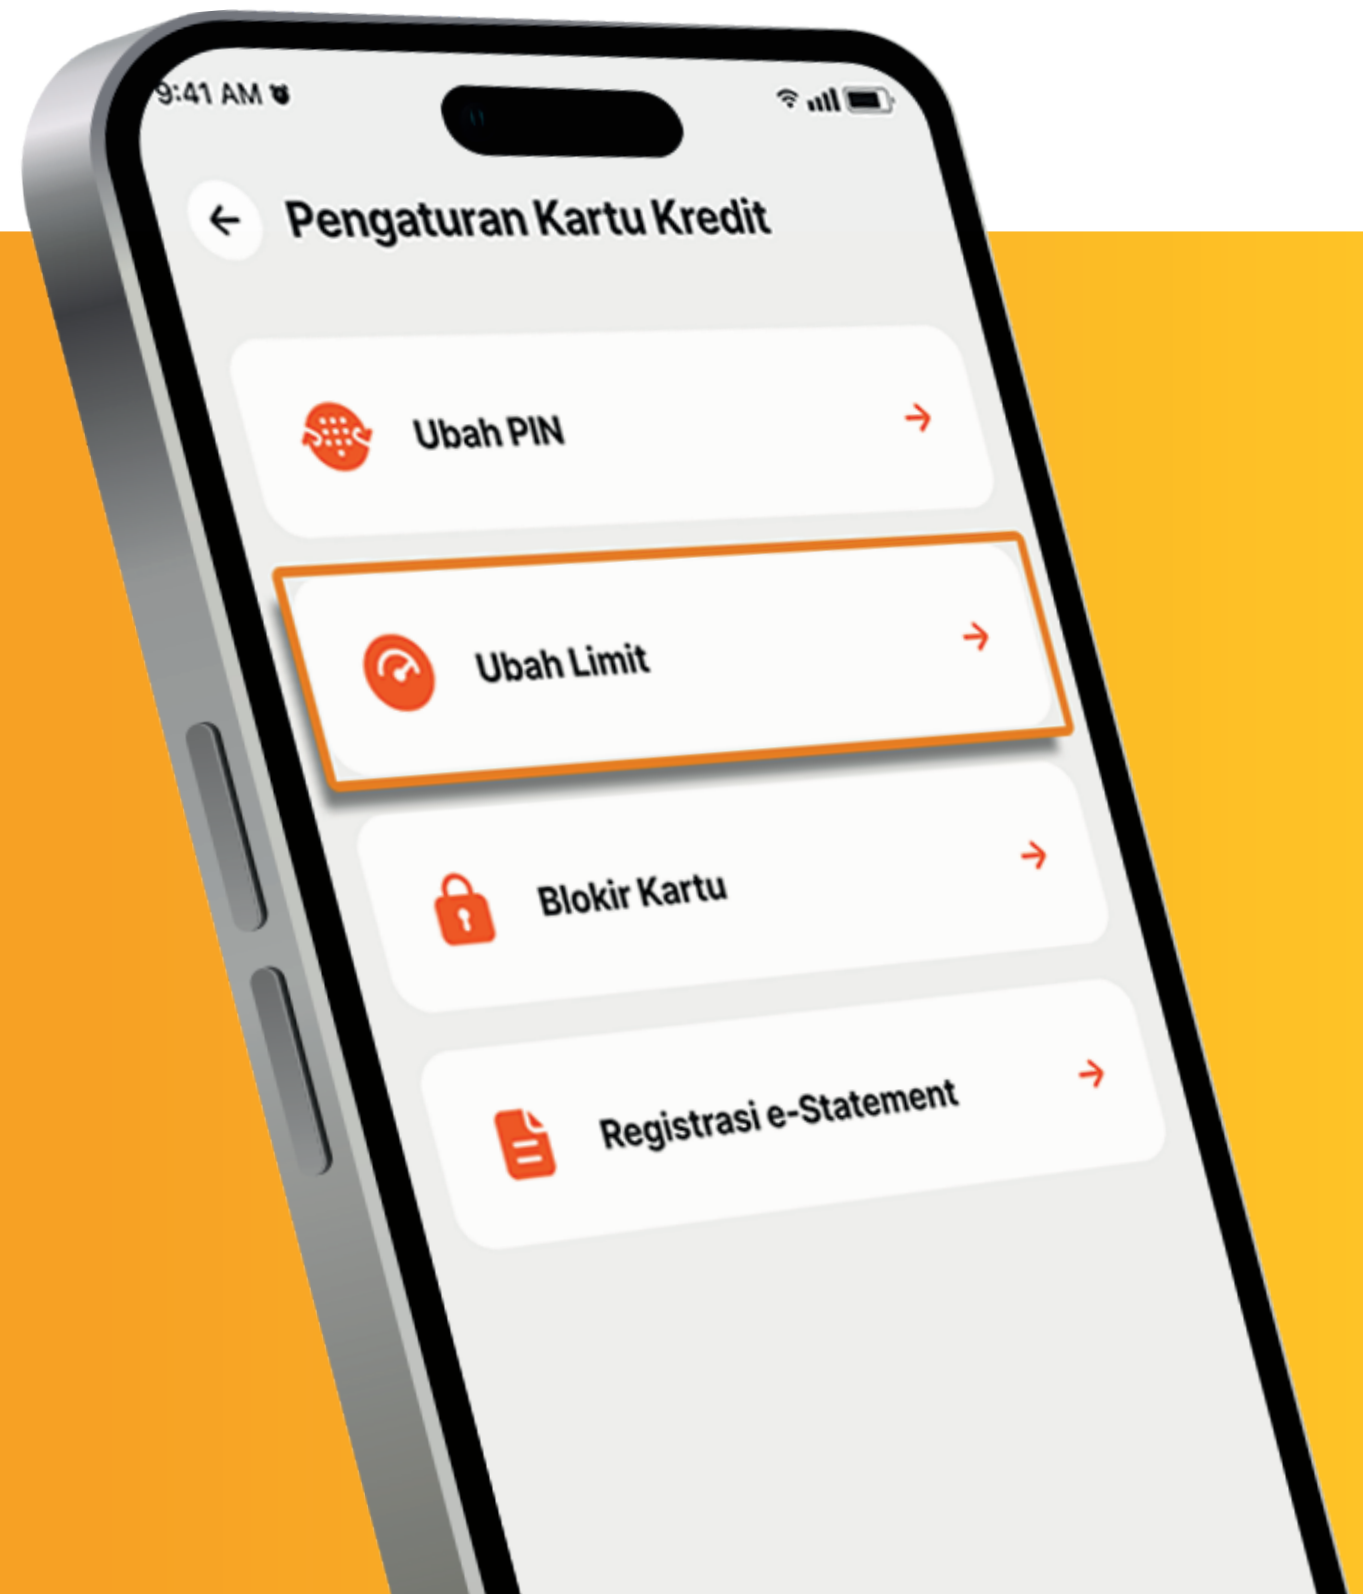 9:41 AM
Pengaturan Kartu Kredit
Ubah PIN
Ubah Limit
Blokir Kartu
Registrasi e-Statement